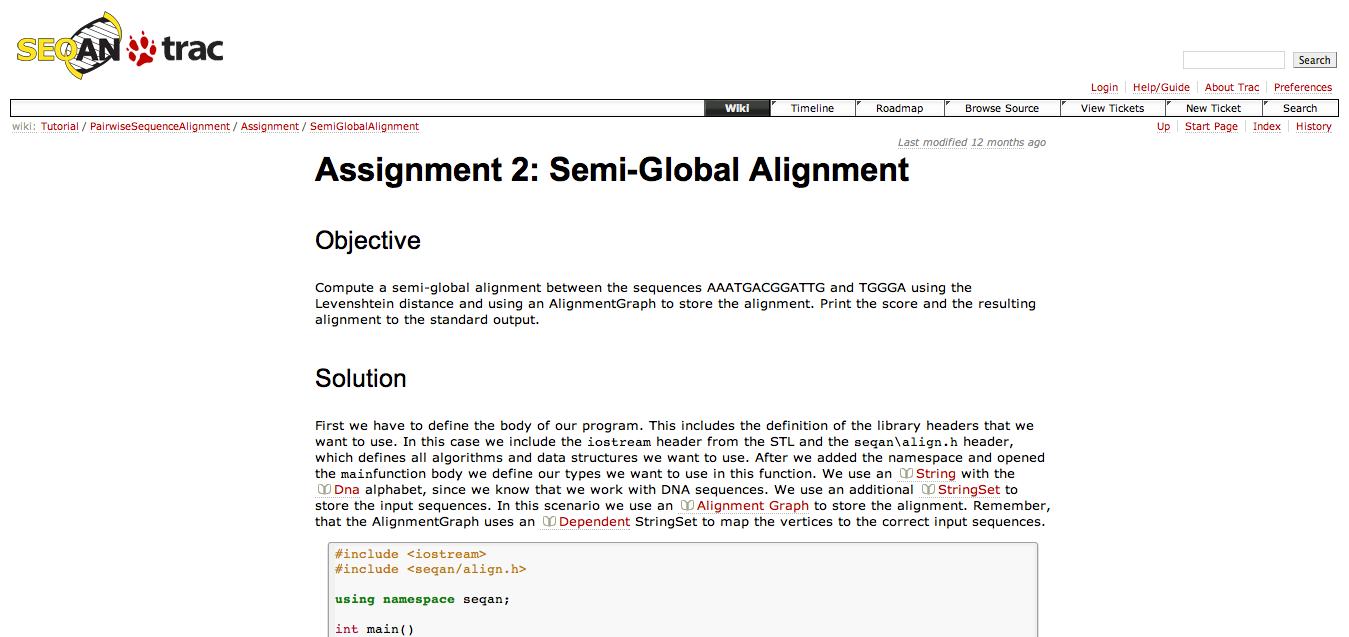 SEQAN trac
Search
Login Help/Guide About Trac Preferences
Wiki Timeline Roadmap Browse Source View Tickets New Ticket Search
wiki: Tutorial / PairwiseSequenceAlignment / Assignment / SemiGlobalAlignment
Up Start Page Index History
Last modified 12 months ago
Assignment 2: Semi-Global Alignment
Objective
Compute a semi-global alignment between the sequences AAATGACGGATTG and TGGGA using the
Levenshtein distance and using an AlignmentGraph to store the alignment. Print the score and the resulting
alignment to the standard output.
Solution
First we have to define the body of our program. This includes the definition of the library headers that we
want to use. In this case we include the iostream header from the STL and the seqan\align.h header,
which defines all algorithms and data structures we want to use. After we added the namespace and opened
the mainfunction body we define our types we want to use in this function. We use an String with the
Dna alphabet, since we know that we work with DNA sequences. We use an additional StringSet to
store the input sequences. In this scenario we use an Alignment Graph to store the alignment. Remember,
that the AlignmentGraph uses an Dependent StringSet to map the vertices to the correct input sequences.
#include <iostream>
#include <seqan/align.h>
using namespace seqan;
int main()